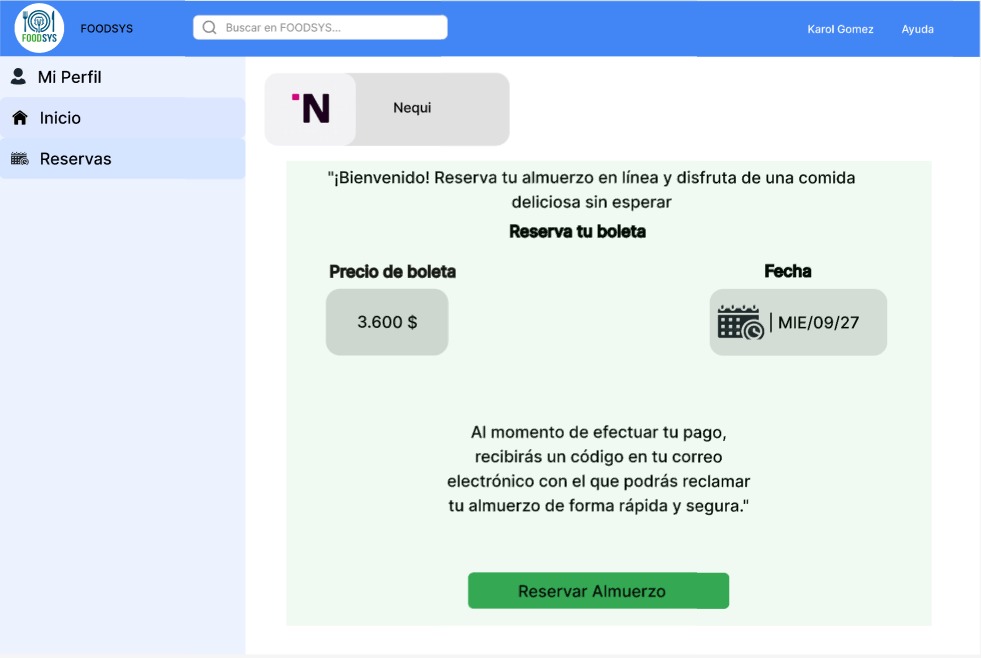 FOODSYS
FOODSYS
Buscar en FOODSYS...
Karol Gomez
Ayuda
Mi Perfil
Inicio
Reservas
N
Nequi
"¡Bienvenido! Reserva tu almuerzo en línea y disfruta de una comida
deliciosa sin esperar
Reserva tu boleta
Precio de boleta
Fecha
3.600 $
| MIE/09/27
Al momento de efectuar tu pago,
recibirás un código en tu correo
electrónico con el que podrás reclamar
tu almuerzo de forma rápida y segura."
Reservar Almuerzo